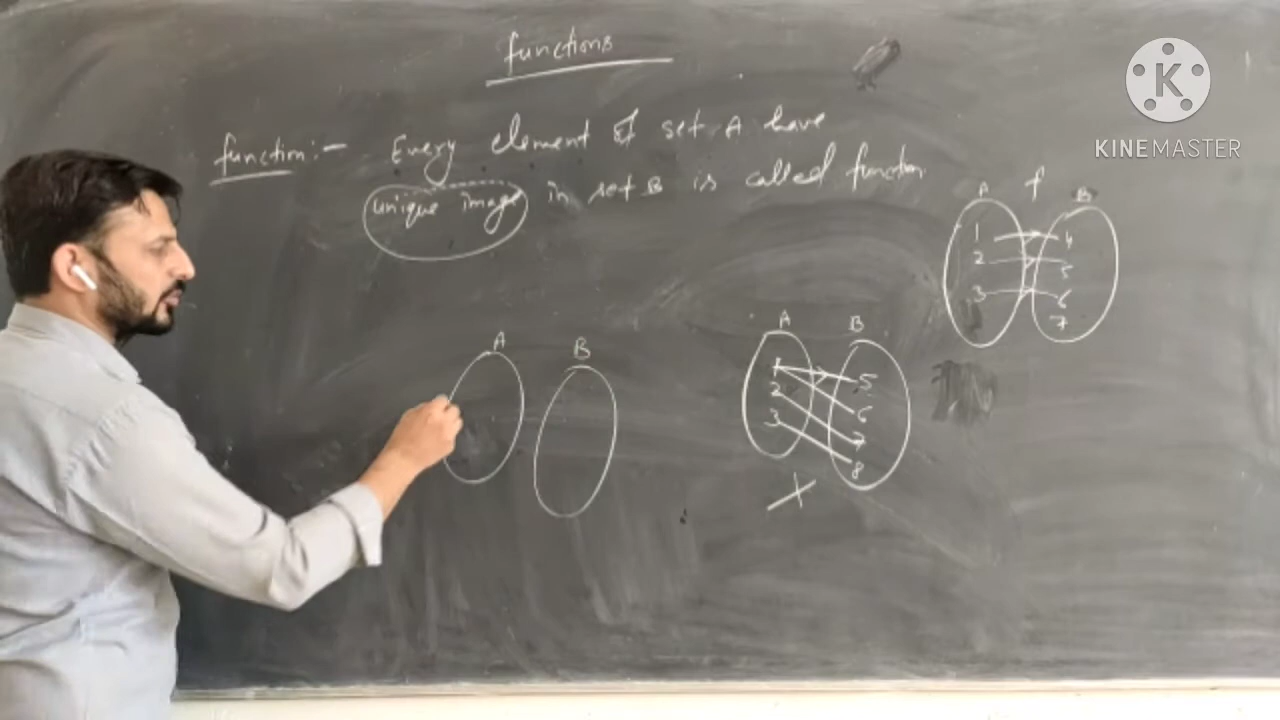 functions
function:- Every element of set A have
unique image in set B is called function
A f B
1 4
2 5
3 6
7
A B
1 5
2 6
3 7
8
A B
K
KINEMASTER